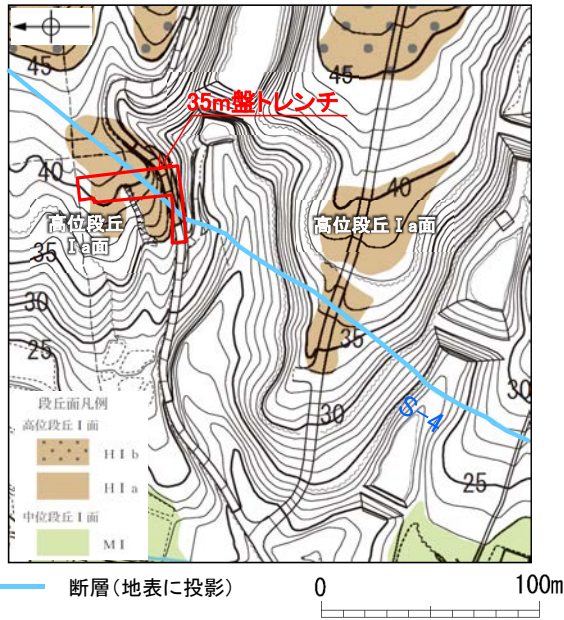 45
45
35m盤トレンチ
40
40
高位段丘
Ⅰa面
高位段丘Ⅰa面
35
35
30
30
30
25
25
S-4
段丘面凡例
高位段丘Ⅰ面
HⅠb
HⅠa
中位段丘Ⅰ面
MⅠ
断層(地表に投影)
0 100m